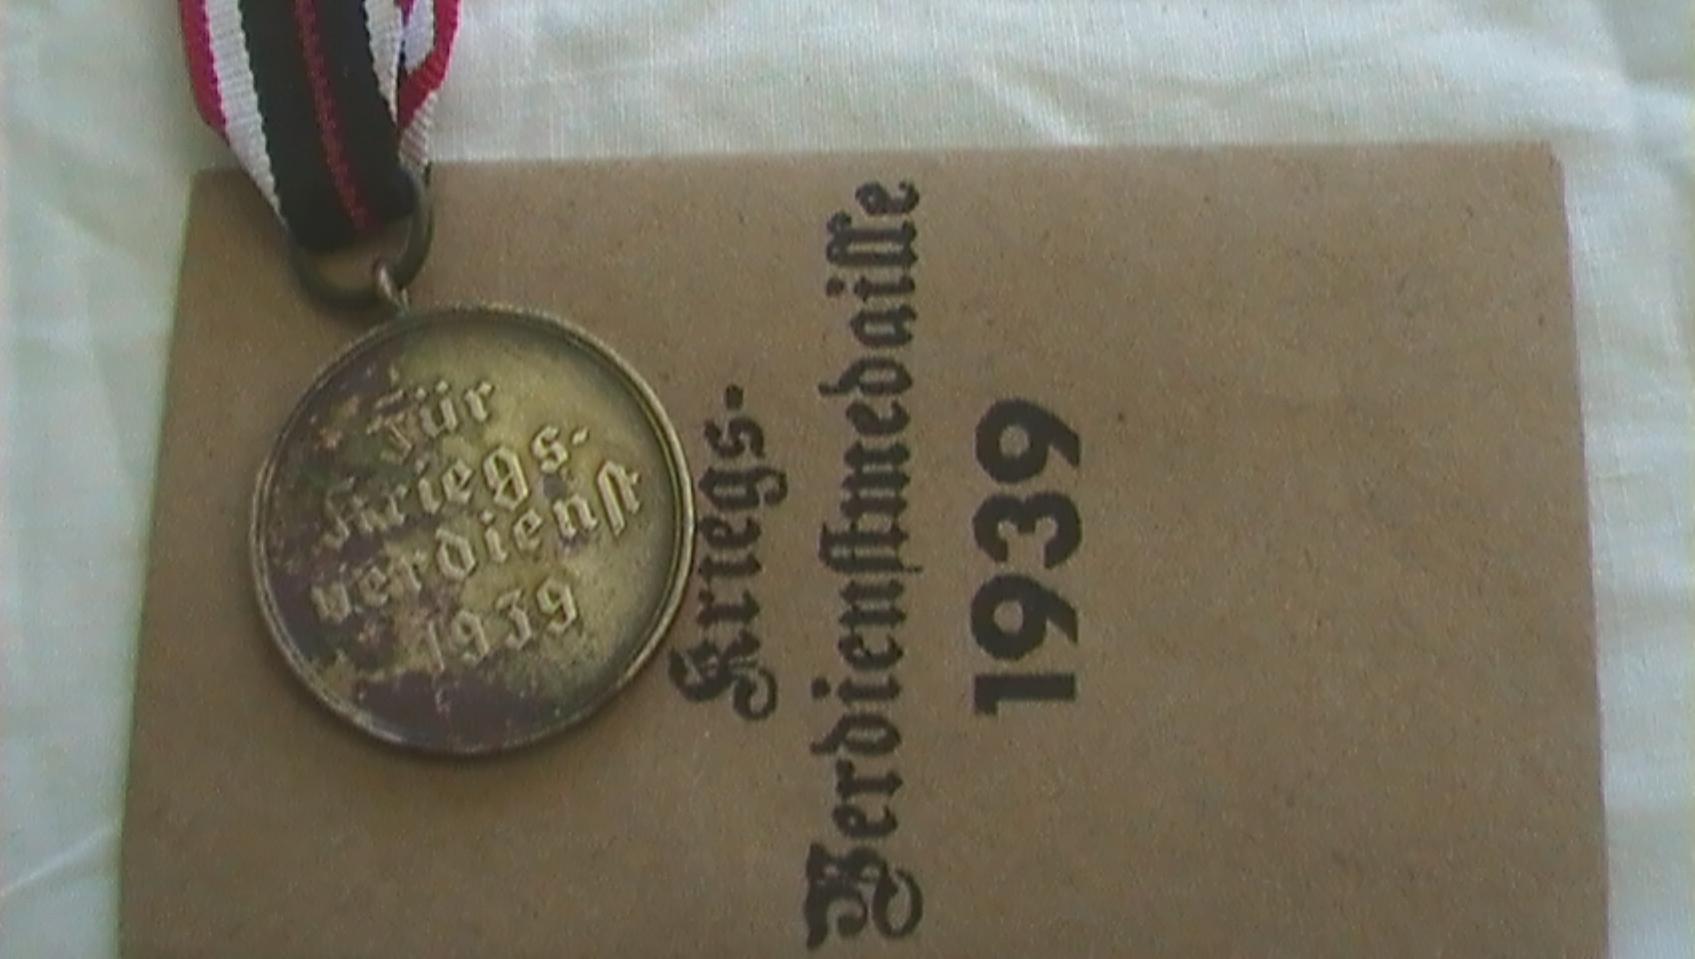 Für
Kriegs-
verdienst
1939
Kriegs-
Verdienstmedaille
1939